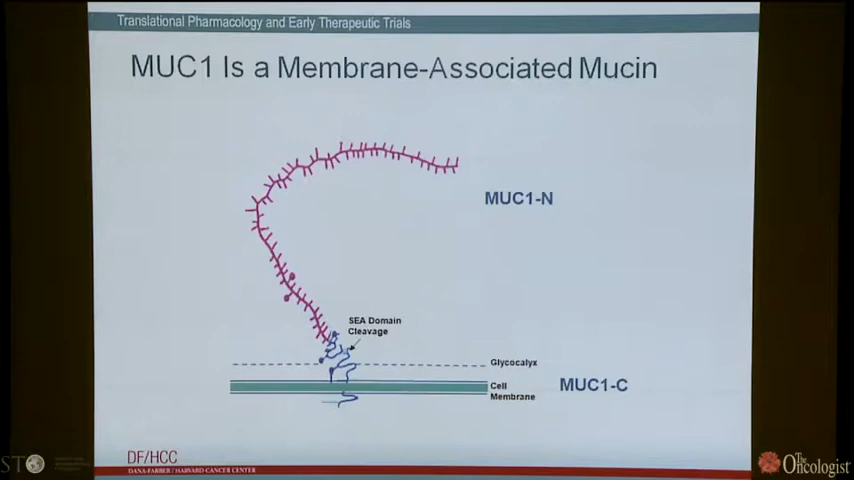 Translational Pharmacology and Early Therapeutic Trials
MUC1 Is a Membrane-Associated Mucin
MUC1-N
SEA Domain
Cleavage
Glycocalyx
Cell
Membrane
MUC1-C
DF/HCC
DANA-FARBER / HARVARD CANCER CENTER
STO
The
Oncologist